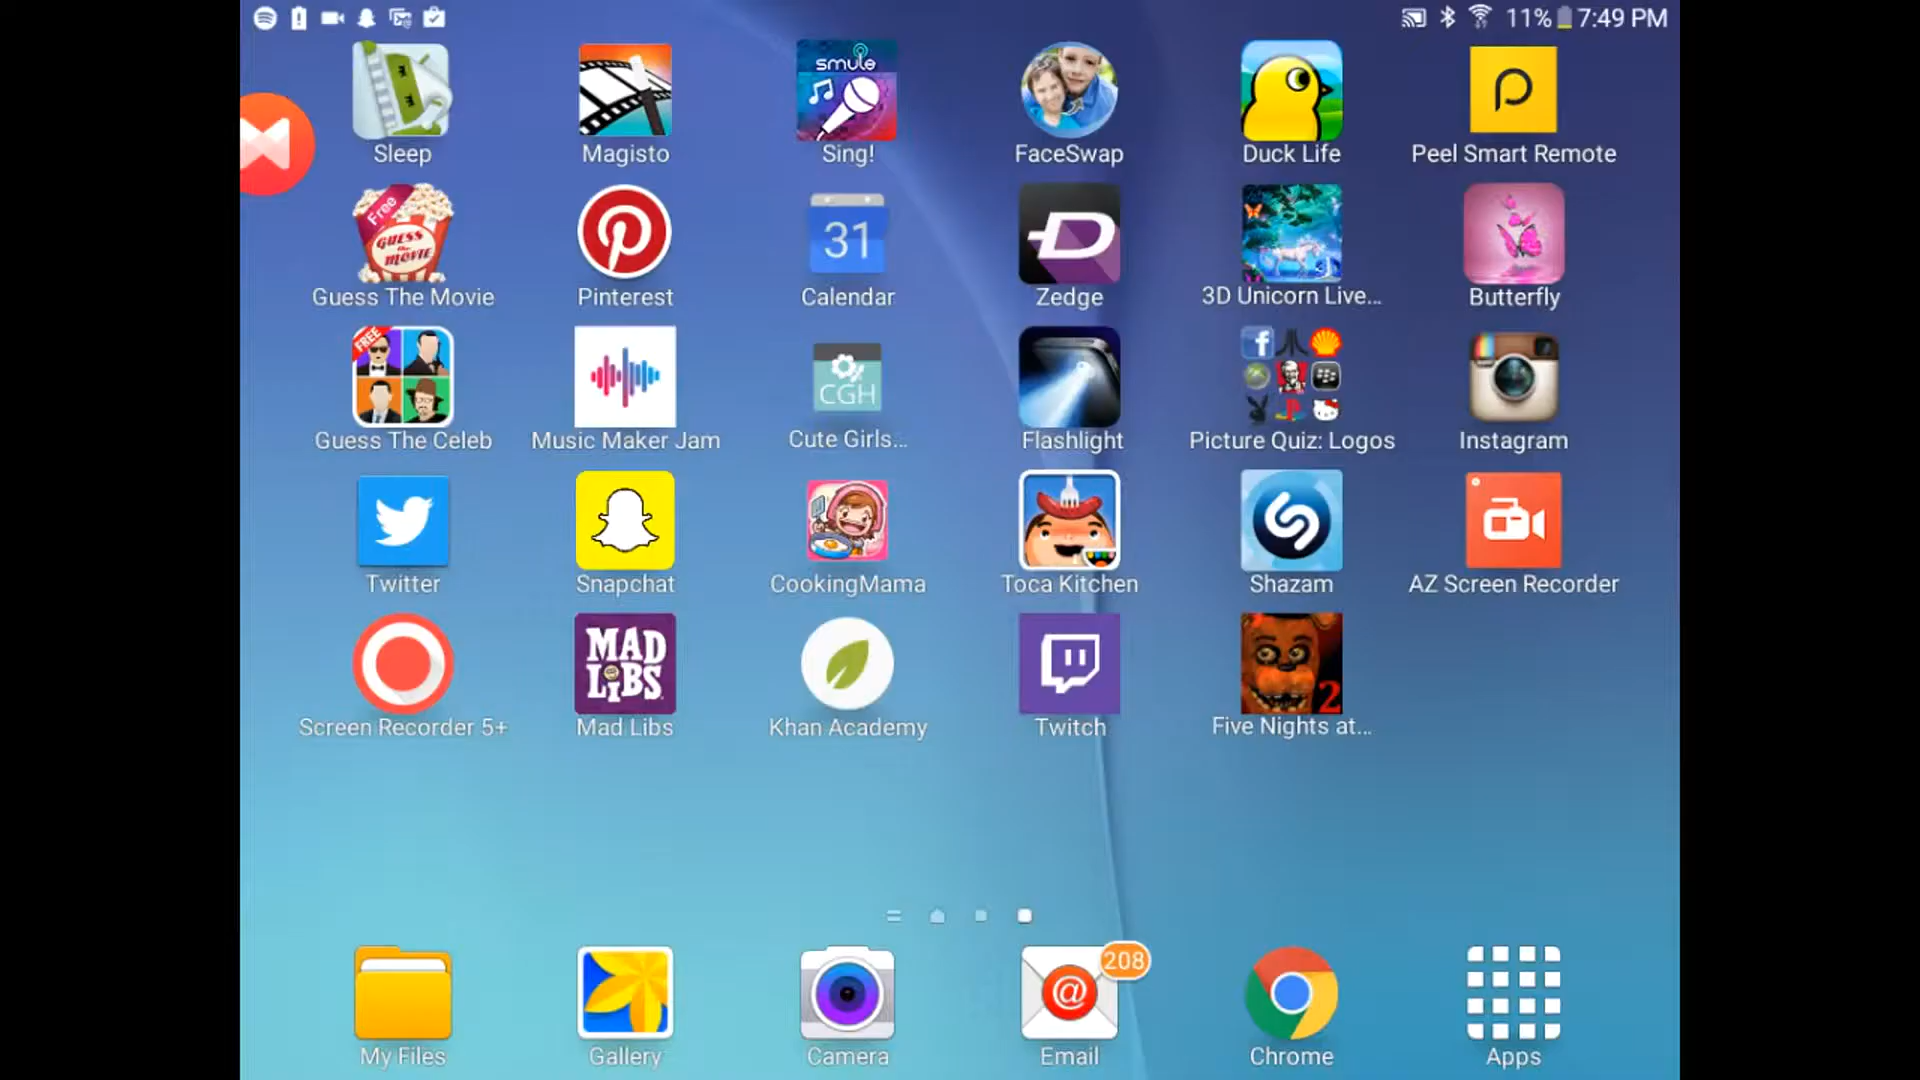 11% 7:49 PM
smule
Sleep Magisto Sing! FaceSwap Duck Life Peel Smart Remote
Free
GUESS
the
MOVIE
31
Guess The Movie Pinterest Calendar Zedge 3D Unicorn Live... Butterfly
FREE
CGH
Guess The Celeb Music Maker Jam Cute Girls... Flashlight Picture Quiz: Logos Instagram
Twitter Snapchat CookingMama Toca Kitchen Shazam AZ Screen Recorder
MAD
LIBS
2
Screen Recorder 5+ Mad Libs Khan Academy Twitch Five Nights at...
208
@
My Files Gallery Camera Email Chrome Apps